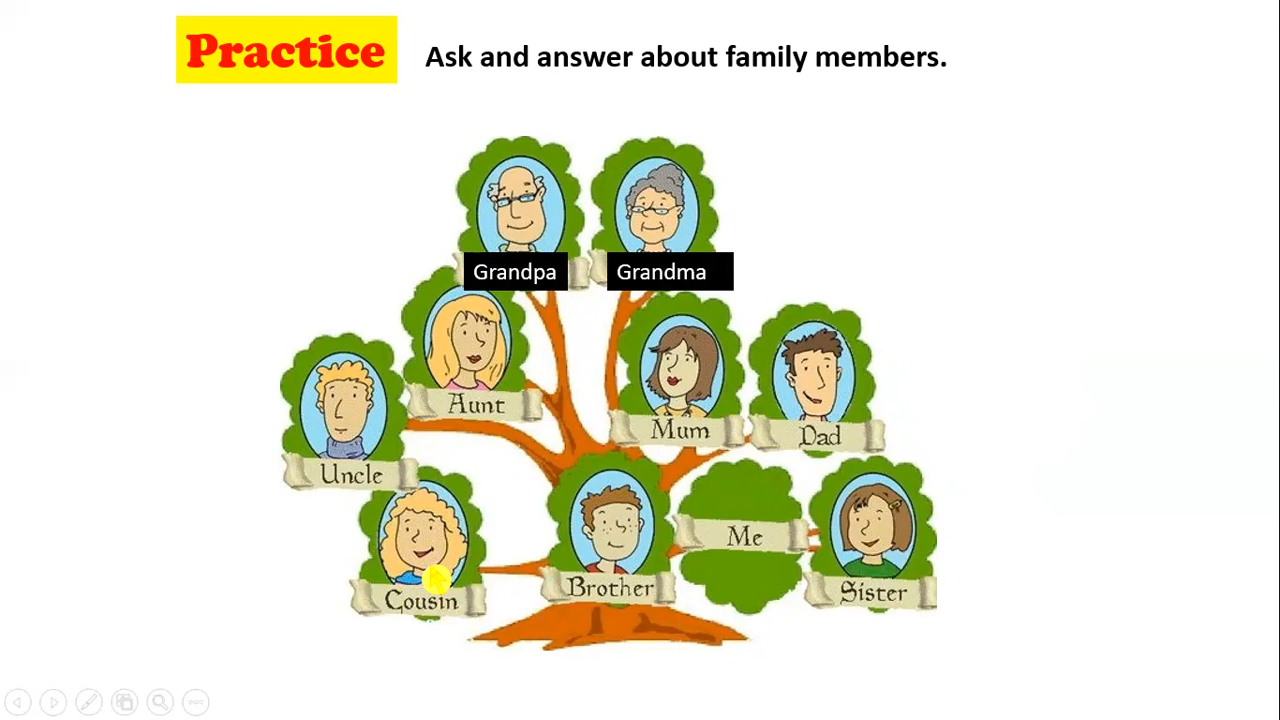 Practice
Ask and answer about family members.
Grandpa
Grandma
Aunt
Mum
Dad
Uncle
Me
Brother
Sister
Cousin